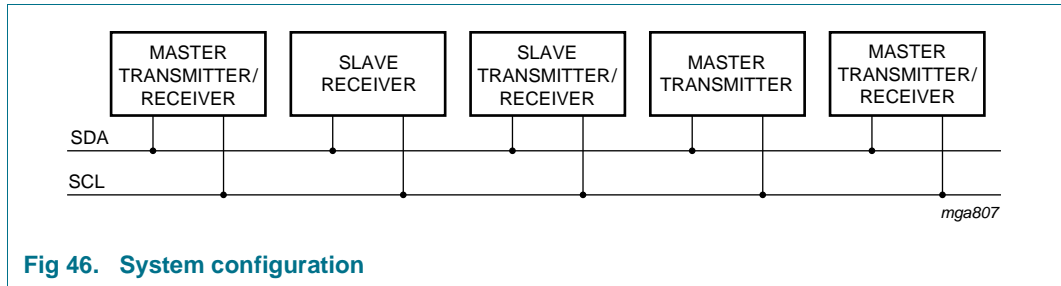 MASTER
TRANSMITTER/
RECEIVER
SLAVE
RECEIVER
SLAVE
TRANSMITTER/
RECEIVER
MASTER
TRANSMITTER
MASTER
TRANSMITTER/
RECEIVER
SDA
SCL
mga807
Fig 46. System configuration